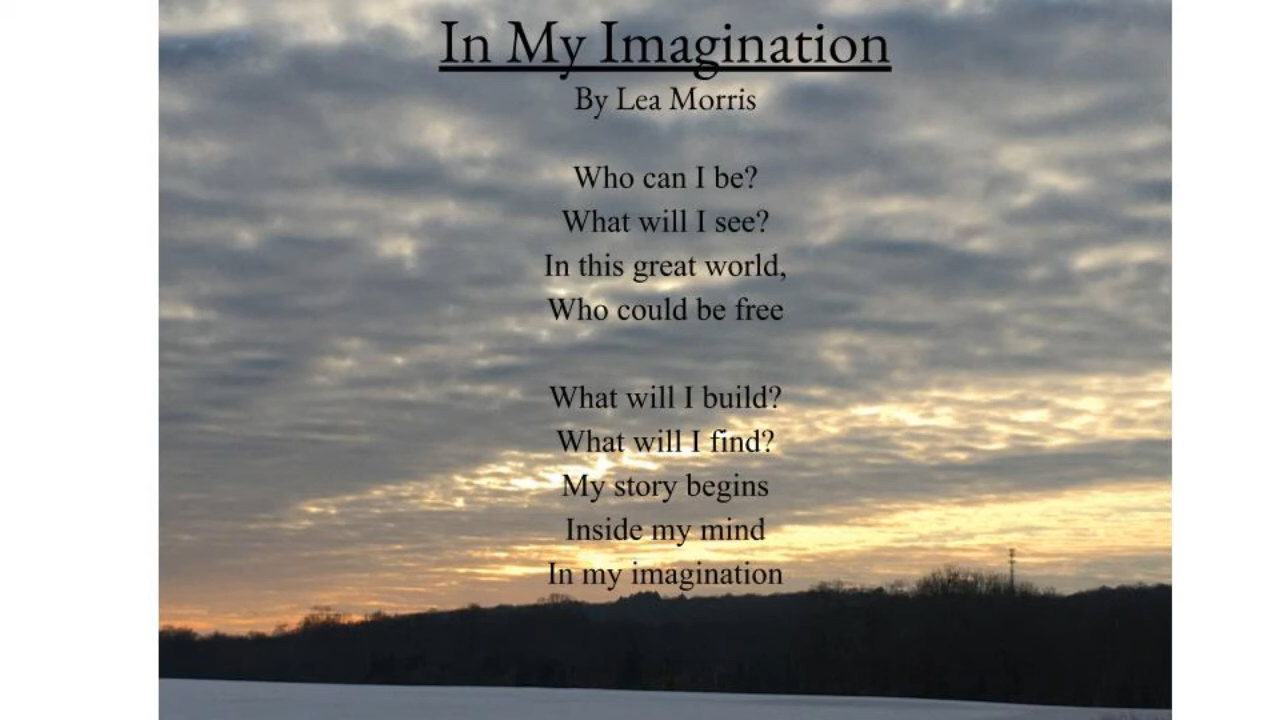 In My Imagination
By Lea Morris
Who can I be?
What will I see?
In this great world,
Who could be free
What will I build?
What will I find?
My story begins
Inside my mind
In my imagination